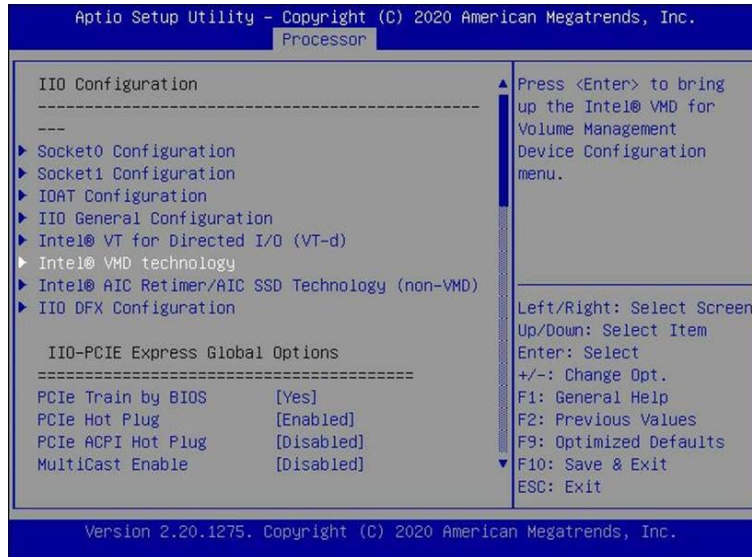 Aptio Setup Utility – Copyright (C) 2020 American Megatrends, Inc.
Processor
IIO Configuration
------------------------------------------------
---
Socket0 Configuration
Socket1 Configuration
IOAT Configuration
IIO General Configuration
Intel® VT for Directed I/O (VT-d)
Intel® VMD technology
Intel® AIC Retimer/AIC SSD Technology (non-VMD)
IIO DFX Configuration
IIO-PCIE Express Global Options
========================================
PCIe Train by BIOS [Yes]
PCIe Hot Plug [Enabled]
PCIe ACPI Hot Plug [Disabled]
MultiCast Enable [Disabled]
Press <Enter> to bring
up the Intel® VMD for
Volume Management
Device Configuration
menu.
Left/Right: Select Screen
Up/Down: Select Item
Enter: Select
+/-: Change Opt.
F1: General Help
F2: Previous Values
F9: Optimized Defaults
F10: Save & Exit
ESC: Exit
Version 2.20.1275. Copyright (C) 2020 American Megatrends, Inc.